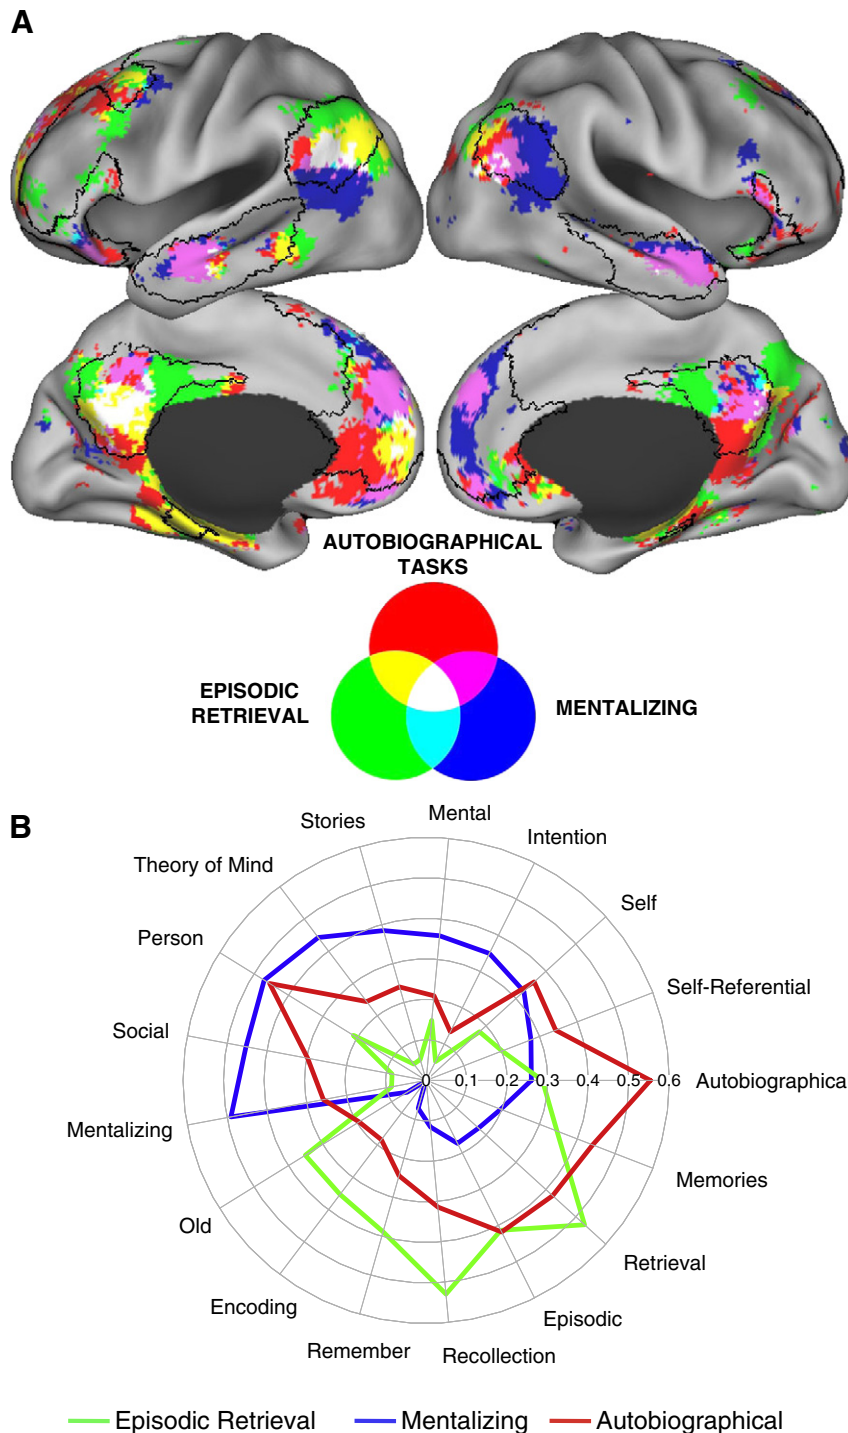 A
AUTOBIOGRAPHICAL
TASKS
EPISODIC
RETRIEVAL
MENTALIZING
B
Mental
Stories
Intention
Theory of Mind
Self
Person
Self-Referential
Social
0 0.1 0.2 0.3 0.4 0.5 0.6
Autobiographica
Mentalizing
Memories
Old
Retrieval
Encoding
Episodic
Remember
Recollection
Episodic Retrieval Mentalizing Autobiographical